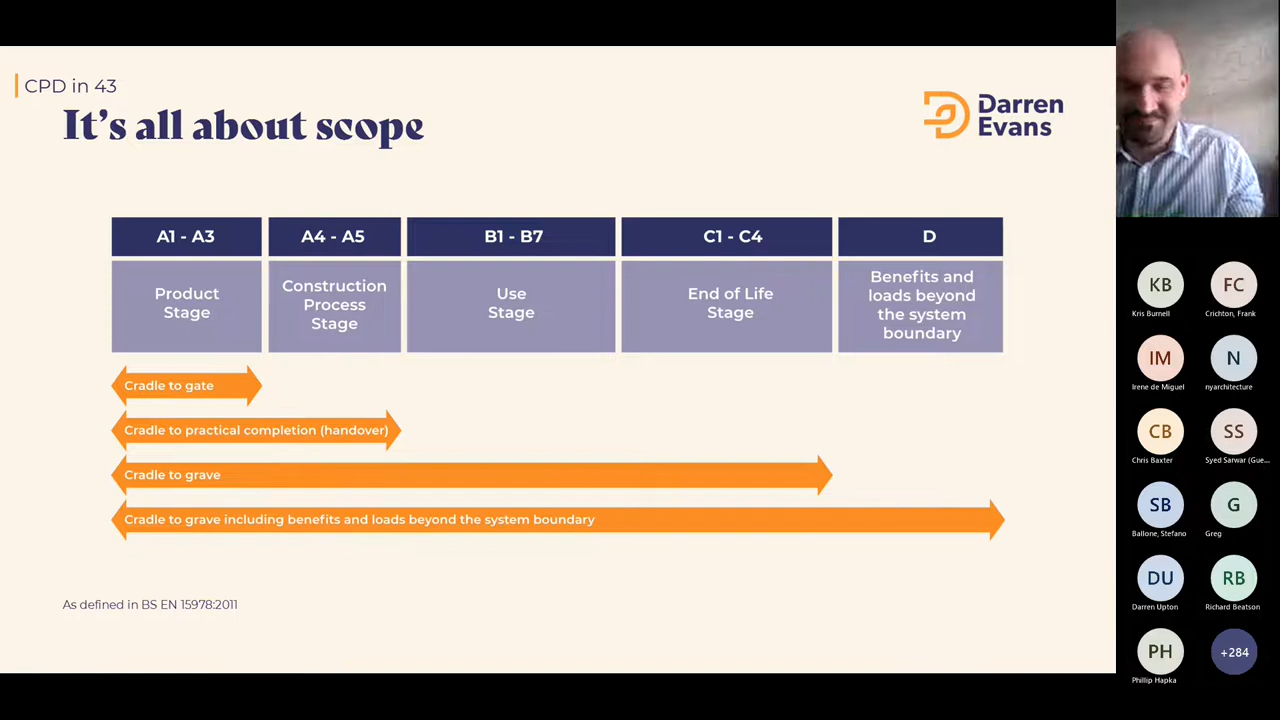 CPD in 43
It's all about scope
Darren
Evans
A1 - A3
A4 - A5
B1 - B7
C1 - C4
D
Product
Stage
Construction
Process
Stage
Use
Stage
End of Life
Stage
Benefits and
loads beyond
the system
boundary
Cradle to gate
Cradle to practical completion (handover)
Cradle to grave
Cradle to grave including benefits and loads beyond the system boundary
As defined in BS EN 15978:2011
KB
Kris Burnell
FC
Crichton, Frank
IM
Irene de Miguel
N
nyarchitecture
CB
Chris Baxter
SS
Syed Sarwar (Gue...
SB
Ballone, Stefano
G
Greg
DU
Darren Upton
RB
Richard Beatson
PH
Phillip Hapka
+284